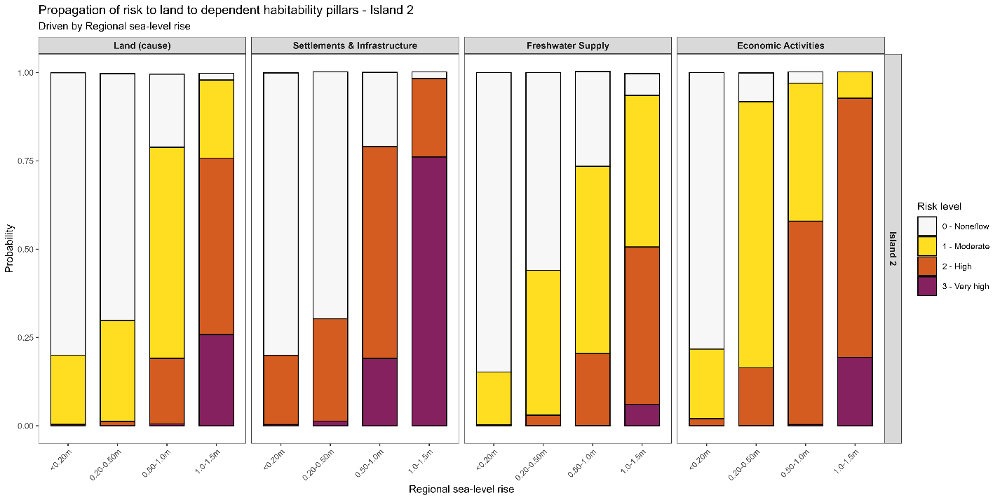 Propagation of risk to land to dependent habitability pillars - Island 2
Driven by Regional sea-level rise
Land (cause)
Settlements & Infrastructure
Freshwater Supply
Economic Activities
Probability
1.00
0.75
0.50
0.25
0.00
<0.20m
0.20-0.50m
0.50-1.0m
1.0-1.5m
<0.20m
0.20-0.50m
0.50-1.0m
1.0-1.5m
<0.20m
0.20-0.50m
0.50-1.0m
1.0-1.5m
<0.20m
0.20-0.50m
0.50-1.0m
1.0-1.5m
Regional sea-level rise
Island 2
Risk level
0 - None/low
1 - Moderate
2 - High
3 - Very high